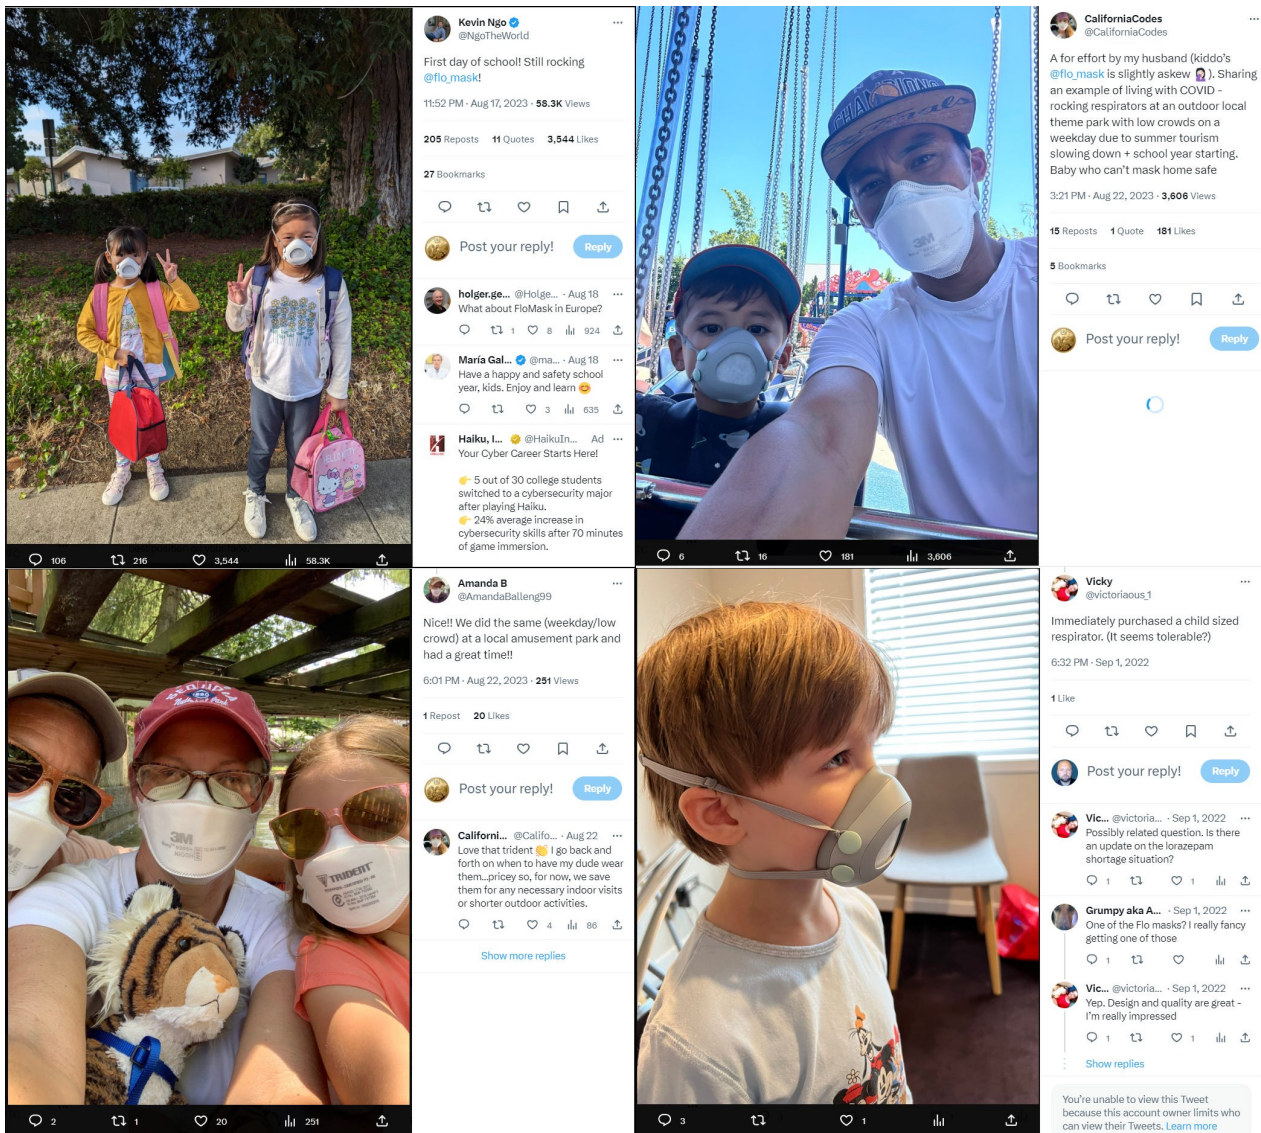 Kevin Ngo
@NgoTheWorld
First day of school! Still rocking
@flo_mask!
11:52 PM · Aug 17, 2023 · 58.3K Views
205 Reposts 11 Quotes 3,544 Likes
27 Bookmarks
Post your reply!
Reply
holger.ge... @Holge... · Aug 18
What about FloMask in Europe?
1 8 924
María Gal... @ma... · Aug 18
Have a happy and safety school
year, kids. Enjoy and learn 😊
3 635
Haiku, I... @HaikuIn... Ad
Your Cyber Career Starts Here!
👉 5 out of 30 college students
switched to a cybersecurity major
after playing Haiku.
👉 24% average increase in
cybersecurity skills after 70 minutes
of game immersion.
HELLO KITTY
106 216 3,544 58.3K
CHAMPIONS
3M
CaliforniaCodes
@CaliforniaCodes
A for effort by my husband (kiddo's
@flo_mask is slightly askew 🤦🏻‍♀️). Sharing
an example of living with COVID -
rocking respirators at an outdoor local
theme park with low crowds on a
weekday due to summer tourism
slowing down + school year starting.
Baby who can't mask home safe
3:21 PM · Aug 22, 2023 · 3,606 Views
15 Reposts 1 Quote 181 Likes
5 Bookmarks
Post your reply!
Reply
6 16 181 3,606
3M
TRIDENT
Amanda B
@AmandaBalleng99
Nice!! We did the same (weekday/low
crowd) at a local amusement park and
had a great time!!
6:01 PM · Aug 22, 2023 · 251 Views
1 Repost 20 Likes
Post your reply!
Reply
Californi... @Califo... · Aug 22
Love that trident 👏 I go back and
forth on when to have my dude wear
them...pricey so, for now, we save
them for any necessary indoor visits
or shorter outdoor activities.
4 86
Show more replies
2 1 20 251
Vicky
@victoriaous_1
Immediately purchased a child sized
respirator. (It seems tolerable?)
6:32 PM · Sep 1, 2022
1 Like
Post your reply!
Reply
Vic... @victoria... · Sep 1, 2022
Possibly related question. Is there
an update on the lorazepam
shortage situation?
1 1
Grumpy aka A... · Sep 1, 2022
One of the Flo masks? I really fancy
getting one of those
1
Vic... @victoria... · Sep 1, 2022
Yep. Design and quality are great -
I'm really impressed
1 1
Show replies
You're unable to view this Tweet
because this account owner limits who
can view their Tweets. Learn more
3 1